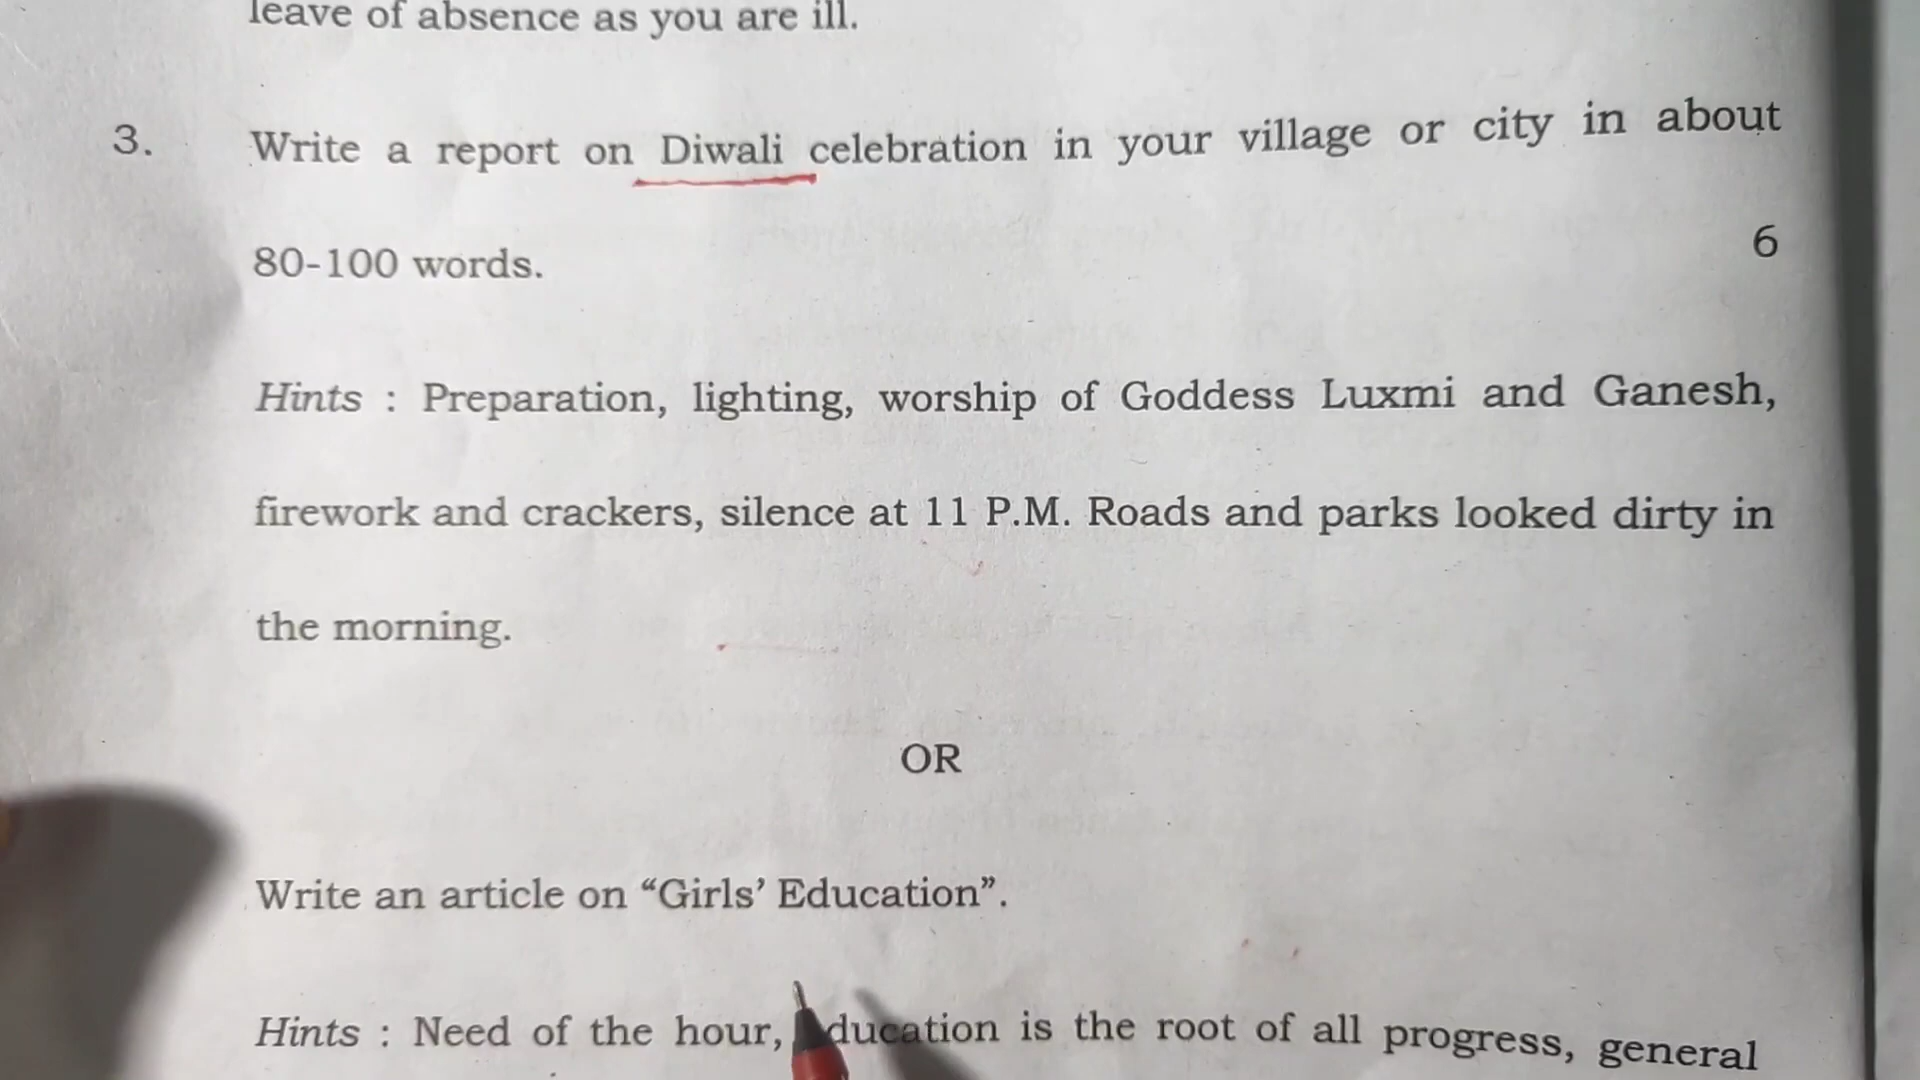 leave of absence as you are ill.
3. Write a report on Diwali celebration in your village or city in about
80-100 words. 6
Hints : Preparation, lighting, worship of Goddess Luxmi and Ganesh,
firework and crackers, silence at 11 P.M. Roads and parks looked dirty in
the morning.
OR
Write an article on “Girls’ Education”.
Hints : Need of the hour, Education is the root of all progress, general